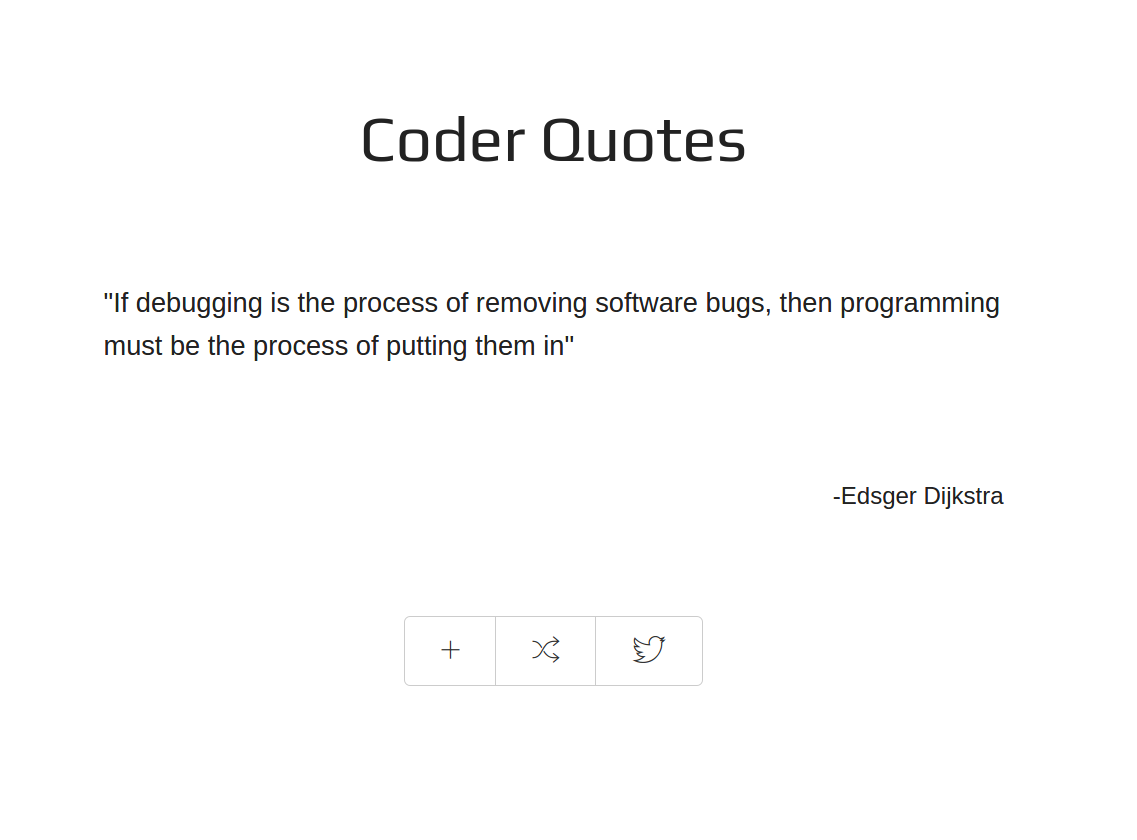 Coder Quotes
"If debugging is the process of removing software bugs, then programming
must be the process of putting them in"
-Edsger Dijkstra